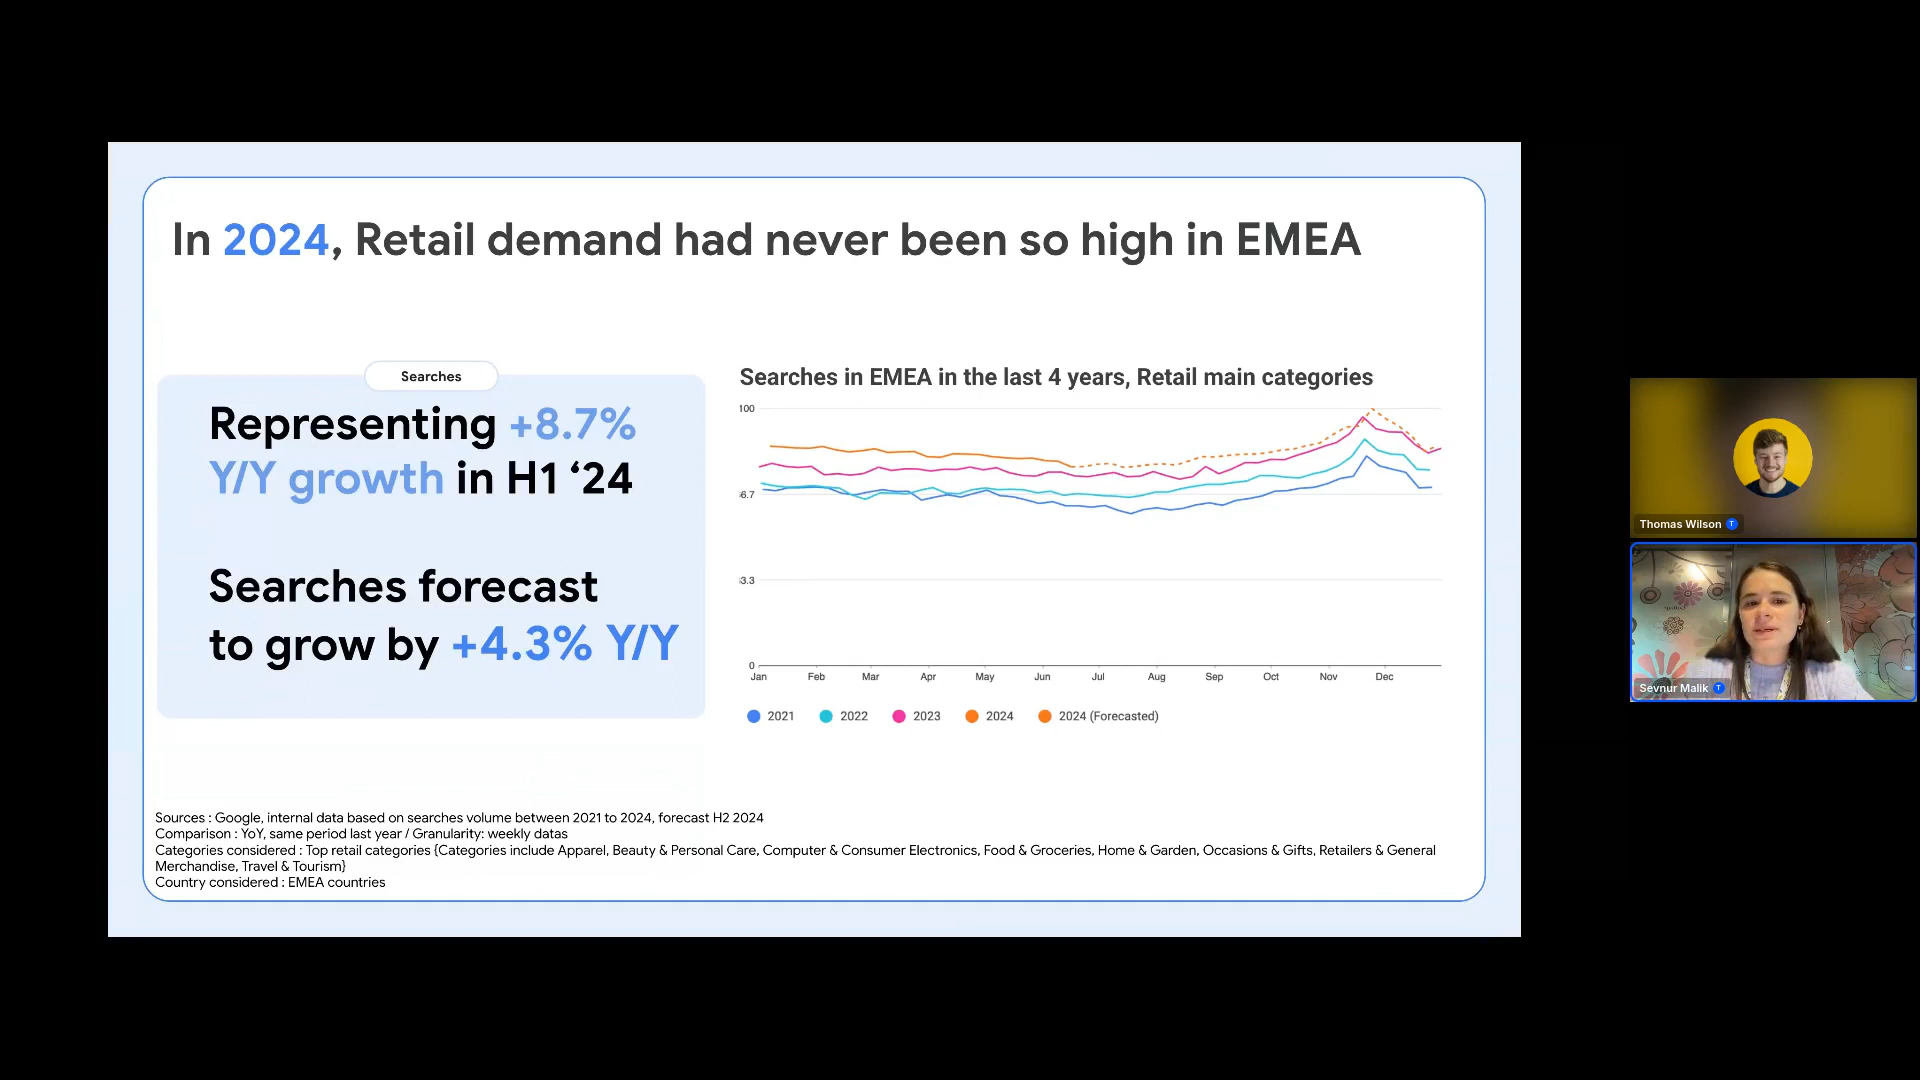 In 2024, Retail demand had never been so high in EMEA
Searches
Representing +8.7%
Y/Y growth in H1 ‘24
Searches forecast
to grow by +4.3% Y/Y
Searches in EMEA in the last 4 years, Retail main categories
100
6.7
3.3
0
Jan Feb Mar Apr May Jun Jul Aug Sep Oct Nov Dec
2021 2022 2023 2024 2024 (Forecasted)
Sources : Google, internal data based on searches volume between 2021 to 2024, forecast H2 2024
Comparison : YoY, same period last year / Granularity: weekly datas
Categories considered : Top retail categories {Categories include Apparel, Beauty & Personal Care, Computer & Consumer Electronics, Food & Groceries, Home & Garden, Occasions & Gifts, Retailers & General
Merchandise, Travel & Tourism}
Country considered : EMEA countries
Thomas Wilson T
Sevnur Malik T